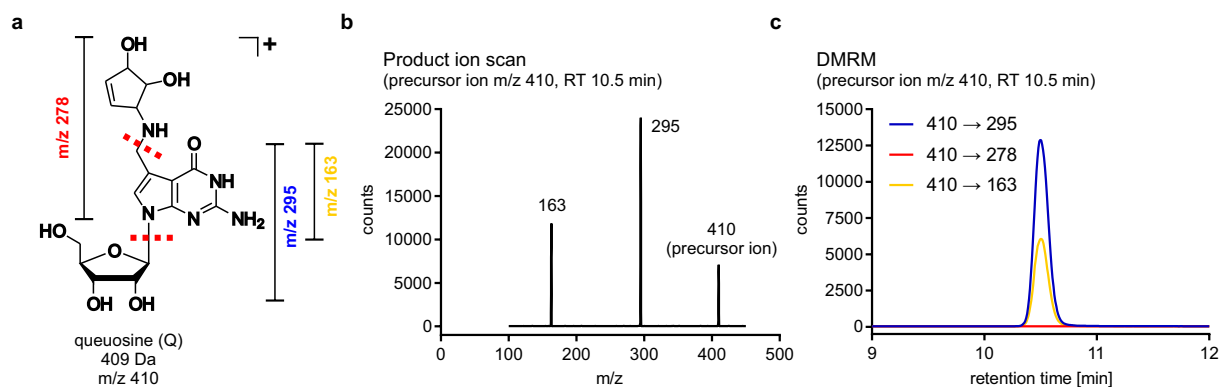 a
OH
+
OH
NH
O
NH
N
N
NH2
HO
O
OH
OH
m/z 278
m/z 295
m/z 163
queuosine (Q)
409 Da
m/z 410
b
Product ion scan
(precursor ion m/z 410, RT 10.5 min)
25000
20000
15000
10000
5000
0
counts
163
295
410
(precursor ion)
0
100
200
300
400
500
m/z
c
DMRM
(precursor ion m/z 410, RT 10.5 min)
15000
12500
10000
7500
5000
2500
0
counts
410 → 295
410 → 278
410 → 163
9
10
11
12
retention time [min]